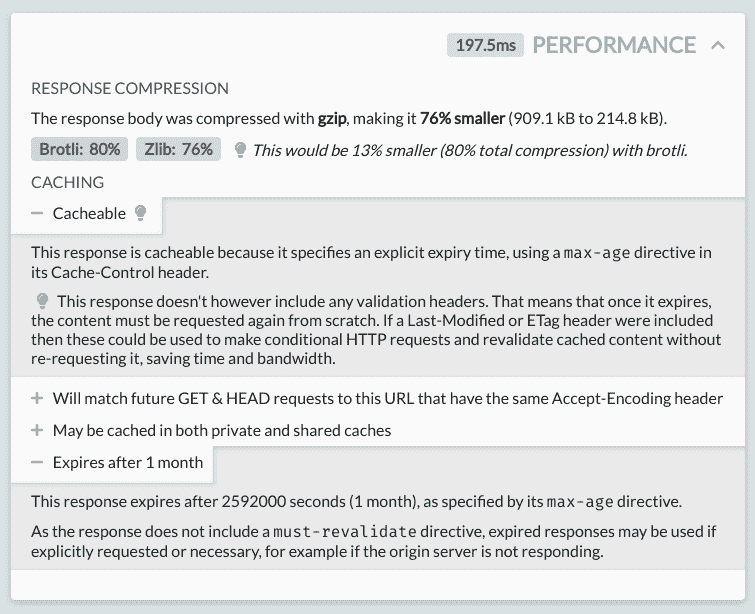 197.5ms PERFORMANCE
RESPONSE COMPRESSION
The response body was compressed with gzip, making it 76% smaller (909.1 kB to 214.8 kB).
Brotli: 80% Zlib: 76% This would be 13% smaller (80% total compression) with brotli.
CACHING
Cacheable
This response is cacheable because it specifies an explicit expiry time, using a max-age directive in
its Cache-Control header.
This response doesn't however include any validation headers. That means that once it expires,
the content must be requested again from scratch. If a Last-Modified or ETag header were included
then these could be used to make conditional HTTP requests and revalidate cached content without
re-requesting it, saving time and bandwidth.
Will match future GET & HEAD requests to this URL that have the same Accept-Encoding header
May be cached in both private and shared caches
Expires after 1 month
This response expires after 2592000 seconds (1 month), as specified by its max-age directive.
As the response does not include a must-revalidate directive, expired responses may be used if
explicitly requested or necessary, for example if the origin server is not responding.